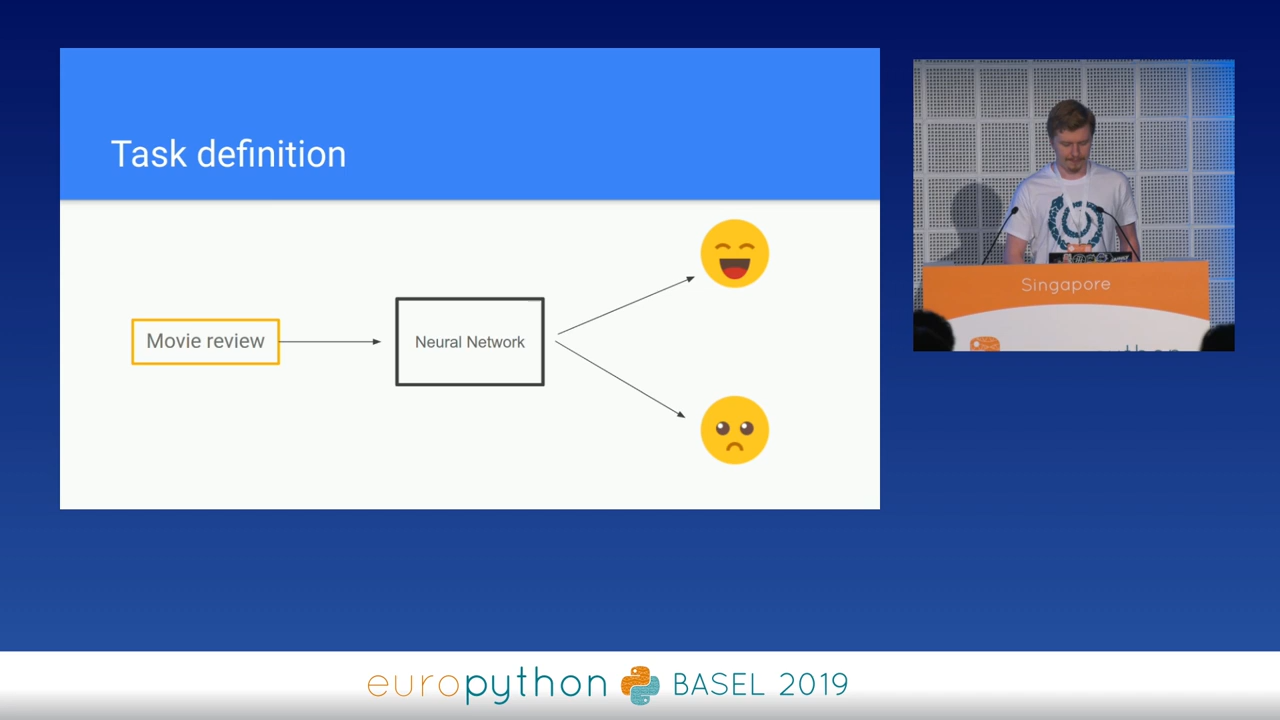 Task definition
Movie review
Neural Network
Singapore
europython BASEL 2019